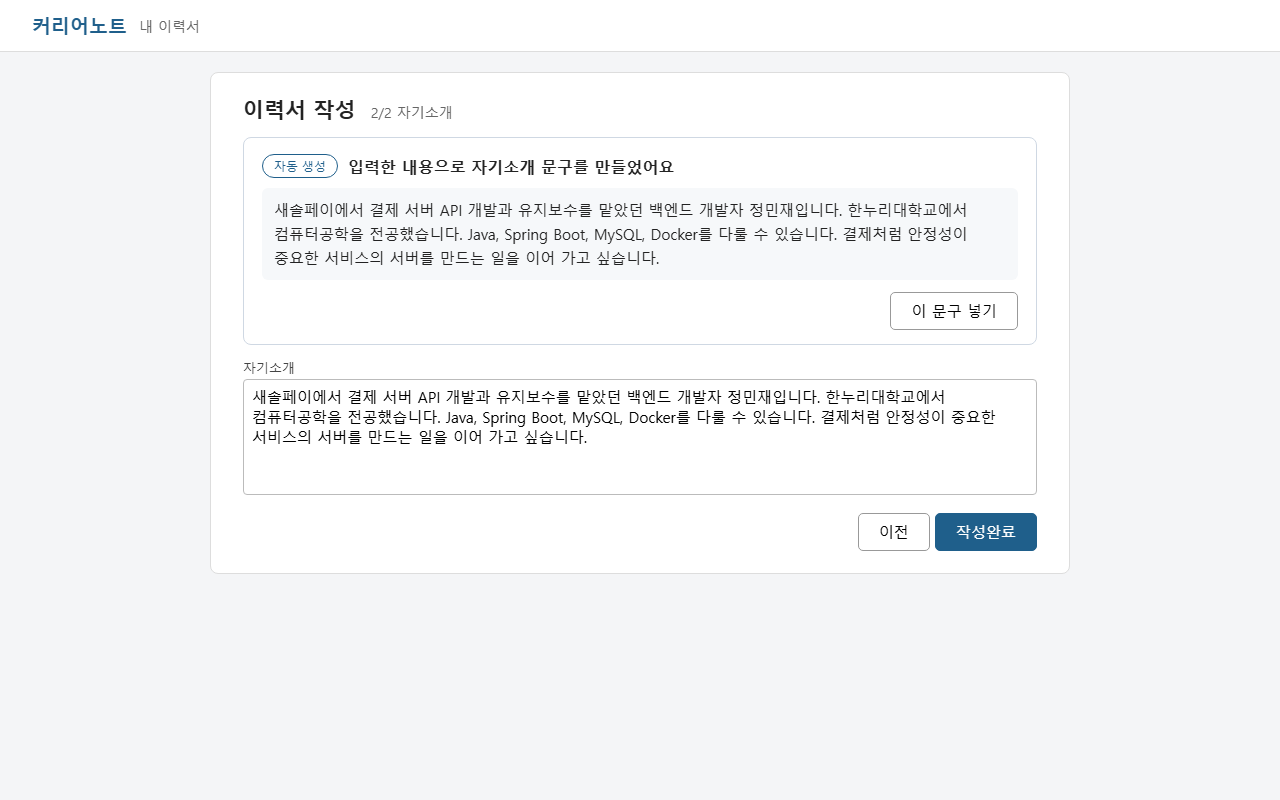 커리어노트 내 이력서
이력서 작성 2/2 자기소개
자동 생성 입력한 내용으로 자기소개 문구를 만들었어요
새솔페이에서 결제 서버 API 개발과 유지보수를 맡았던 백엔드 개발자 정민재입니다. 한누리대학교에서
컴퓨터공학을 전공했습니다. Java, Spring Boot, MySQL, Docker를 다룰 수 있습니다. 결제처럼 안정성이
중요한 서비스의 서버를 만드는 일을 이어 가고 싶습니다.
이 문구 넣기
자기소개
새솔페이에서 결제 서버 API 개발과 유지보수를 맡았던 백엔드 개발자 정민재입니다. 한누리대학교에서
컴퓨터공학을 전공했습니다. Java, Spring Boot, MySQL, Docker를 다룰 수 있습니다. 결제처럼 안정성이 중요한
서비스의 서버를 만드는 일을 이어 가고 싶습니다.
이전 작성완료